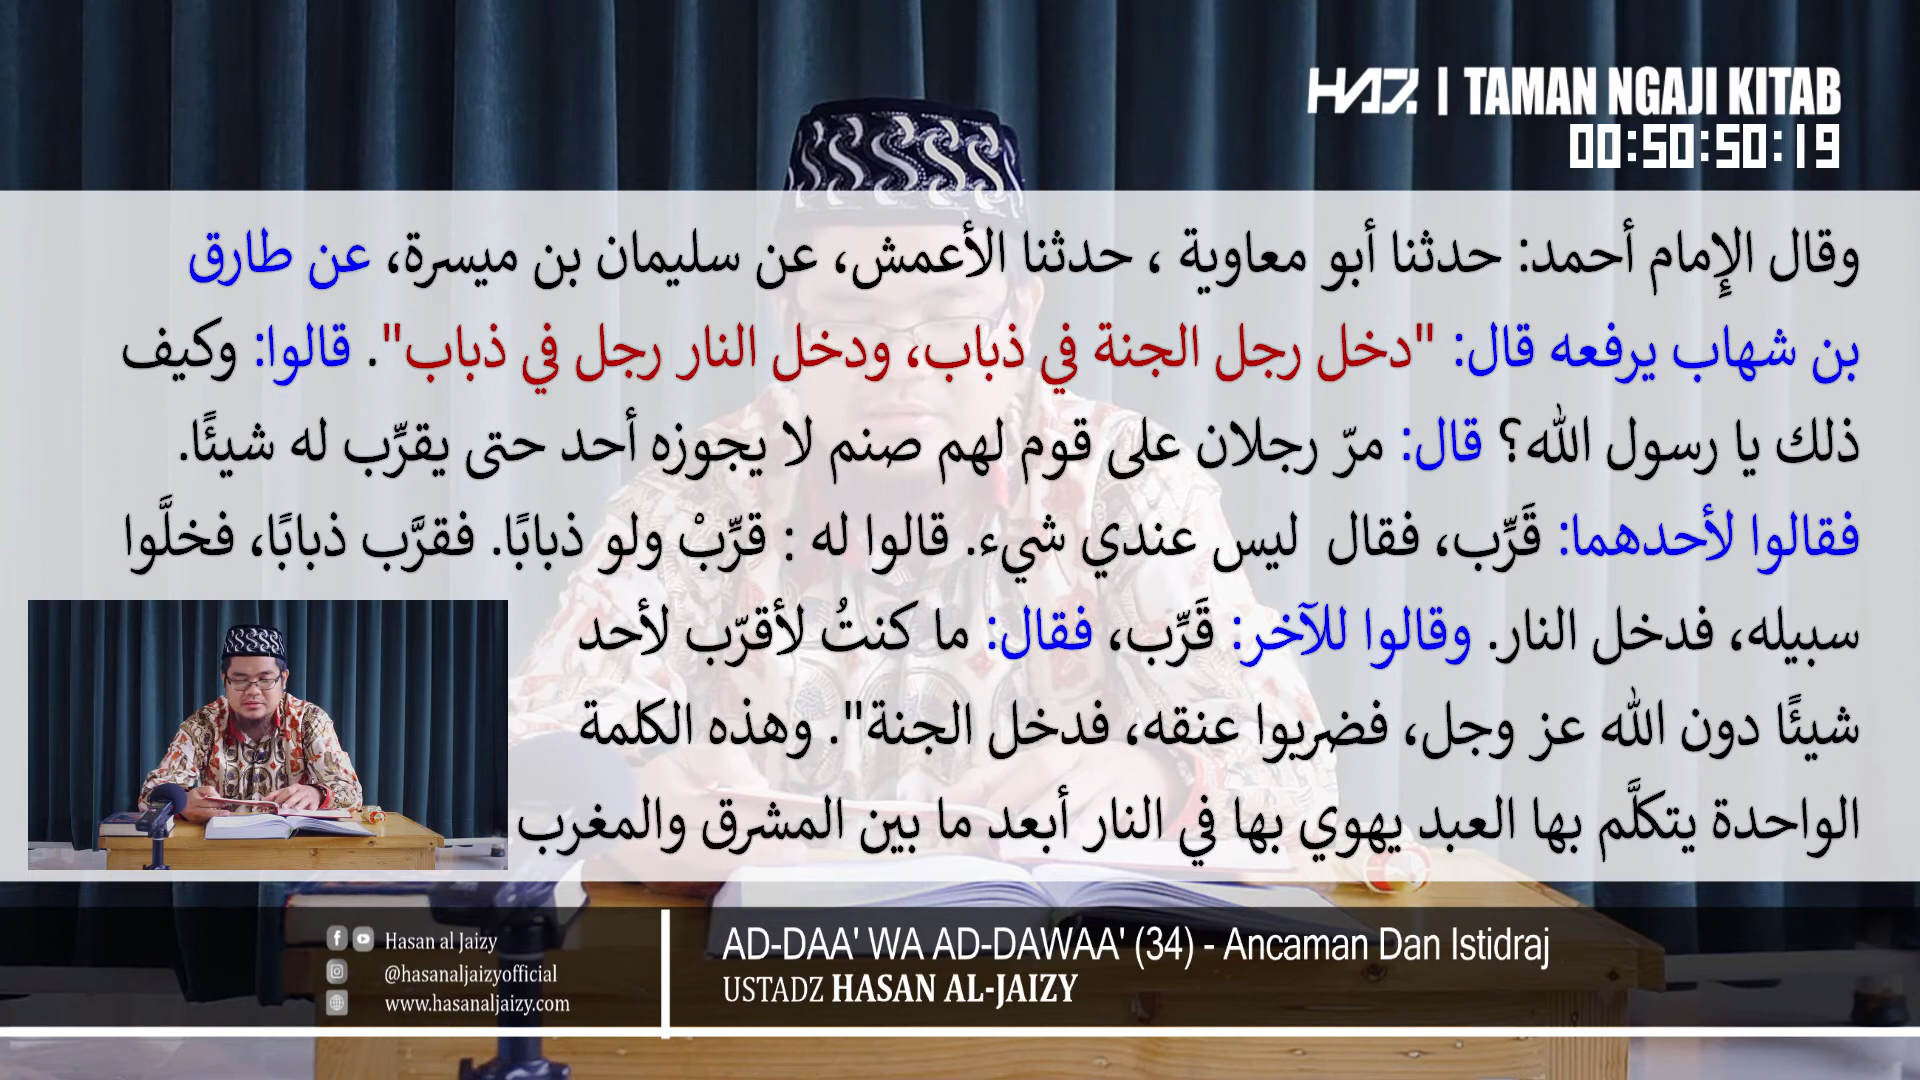 HAZ | TAMAN NGAJI KITAB
00:50:50:19
وقال الإِمام أحمد: حدثنا أبو معاوية ، حدثنا الأعمش، عن سليمان بن ميسرة، عن طارق
بن شهاب يرفعه قال: "دخل رجل الجنة في ذباب، ودخل النار رجل في ذباب". قالوا: وكيف
ذلك يا رسول الله؟ قال: مرّ رجلان على قوم لهم صنم لا يجوزه أحد حتى يقرِّب له شيئًا.
فقالوا لأحدهما: قَرِّب، فقال ليس عندي شيء. قالوا له : قرِّبْ ولو ذبابًا. فقرَّب ذبابًا، فخلَّوا
سبيله، فدخل النار. وقالوا للآخر: قَرِّب، فقال: ما كنتُ لأقرّب لأحد
شيئًا دون الله عز وجل، فضربوا عنقه، فدخل الجنة". وهذه الكلمة
الواحدة يتكلَّم بها العبد يهوي بها في النار أبعد ما بين المشرق والمغرب
Hasan al Jaizy
@hasanaljaizyofficial
www.hasanaljaizy.com
AD-DAA' WA AD-DAWAA' (34) - Ancaman Dan Istidraj
USTADZ HASAN AL-JAIZY